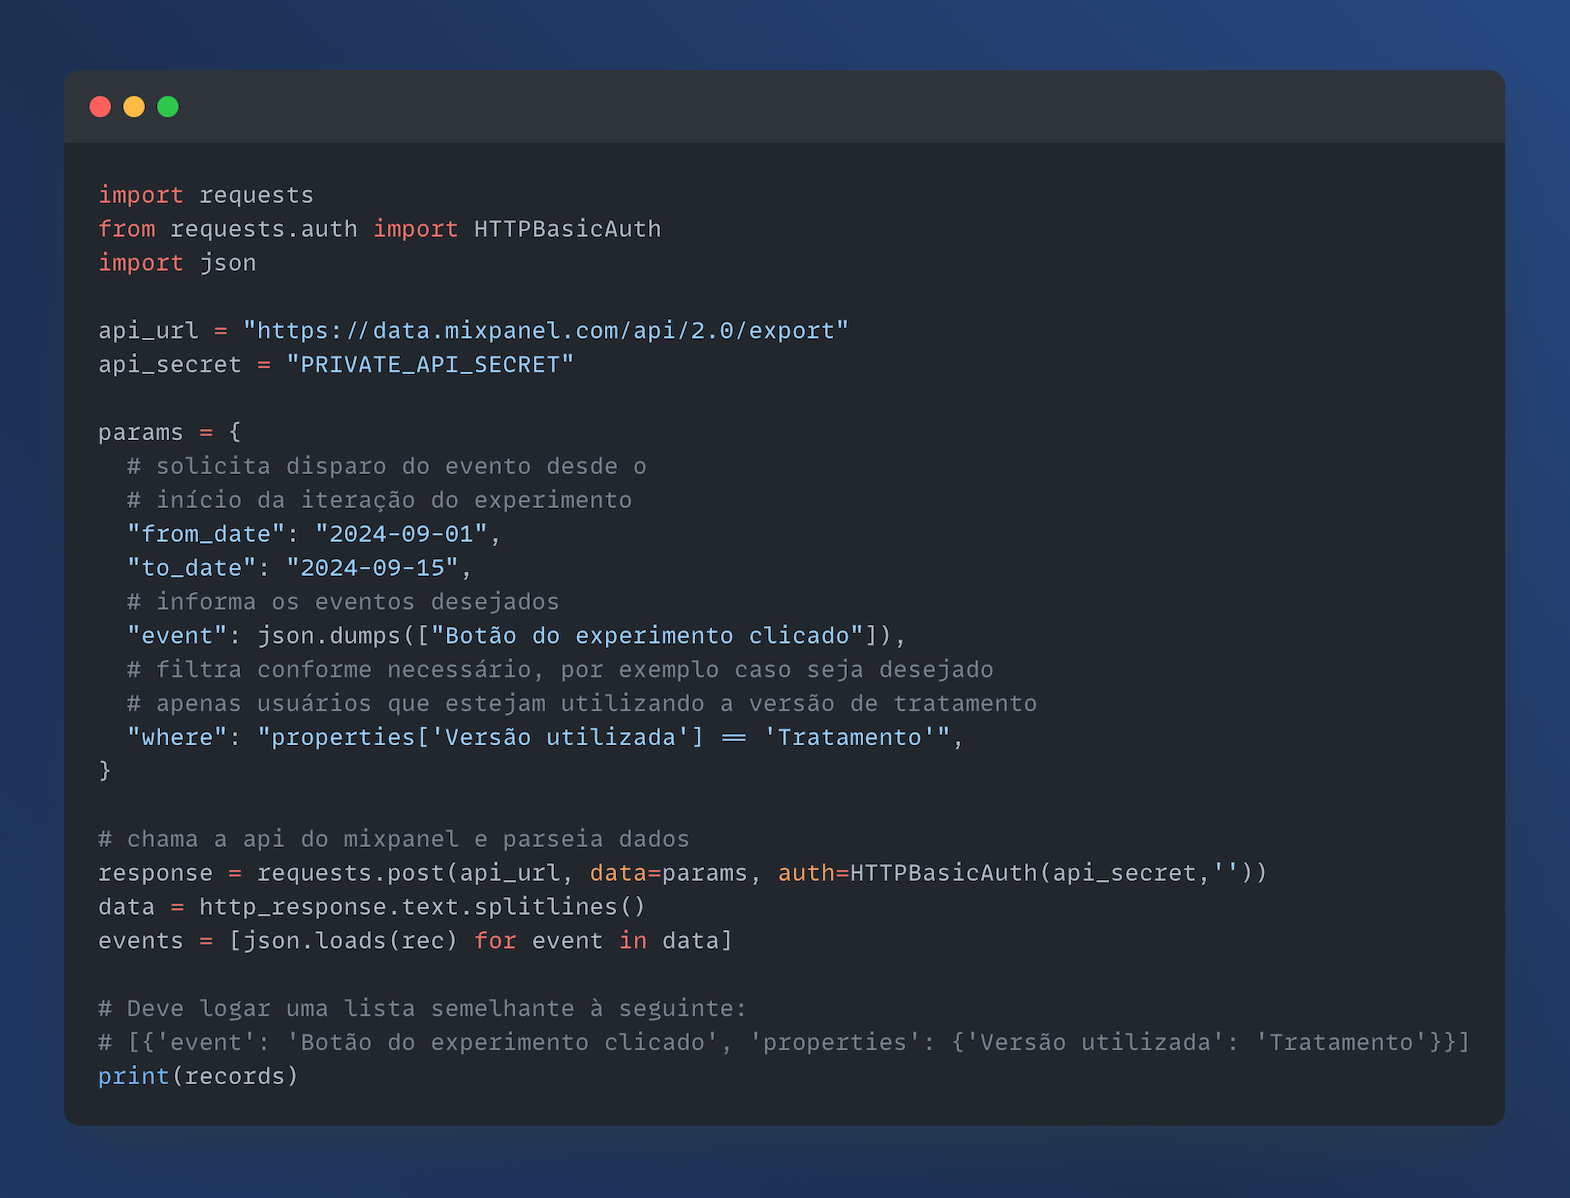 import requests
from requests.auth import HTTPBasicAuth
import json

api_url = "https://data.mixpanel.com/api/2.0/export"
api_secret = "PRIVATE_API_SECRET"

params = {
  # solicita disparo do evento desde o
  # início da iteração do experimento
  "from_date": "2024-09-01",
  "to_date": "2024-09-15",
  # informa os eventos desejados
  "event": json.dumps(["Botão do experimento clicado"]),
  # filtra conforme necessário, por exemplo caso seja desejado
  # apenas usuários que estejam utilizando a versão de tratamento
  "where": "properties['Versão utilizada'] == 'Tratamento'",
}

# chama a api do mixpanel e parseia dados
response = requests.post(api_url, data=params, auth=HTTPBasicAuth(api_secret,''))
data = http_response.text.splitlines()
events = [json.loads(rec) for event in data]

# Deve logar uma lista semelhante à seguinte:
# [{'event': 'Botão do experimento clicado', 'properties': {'Versão utilizada': 'Tratamento'}}]
print(records)